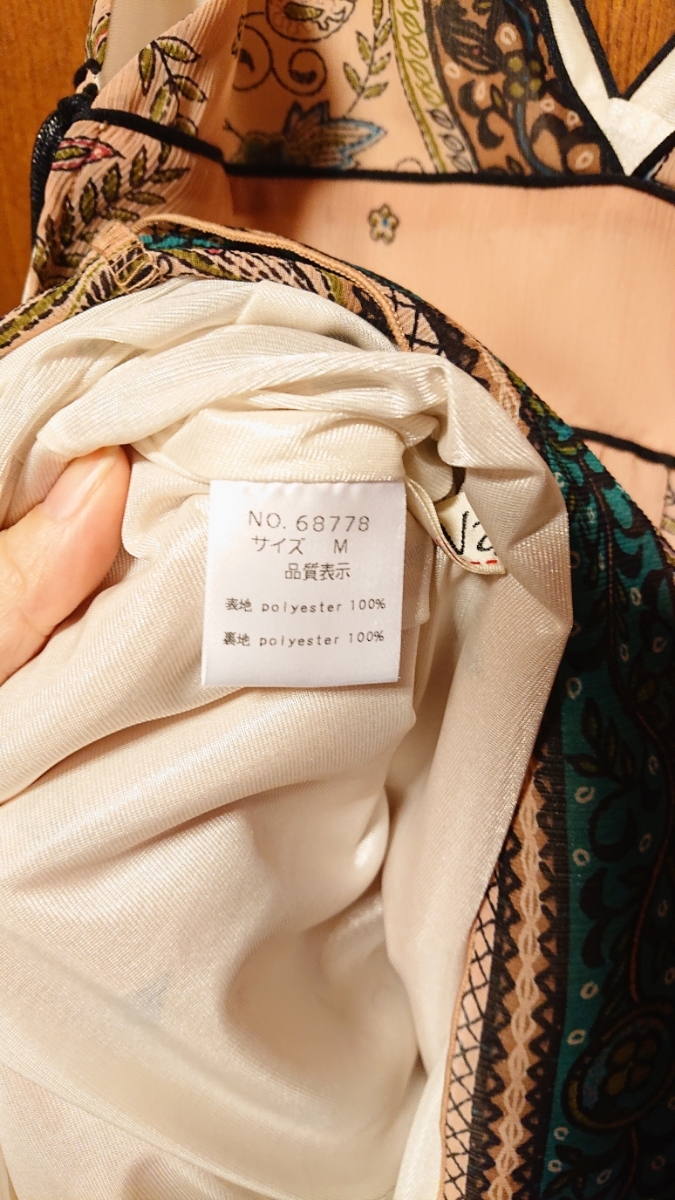 NO. 68778
サイズ M
品質表示
表地 polyester 100%
裏地 polyester 100%